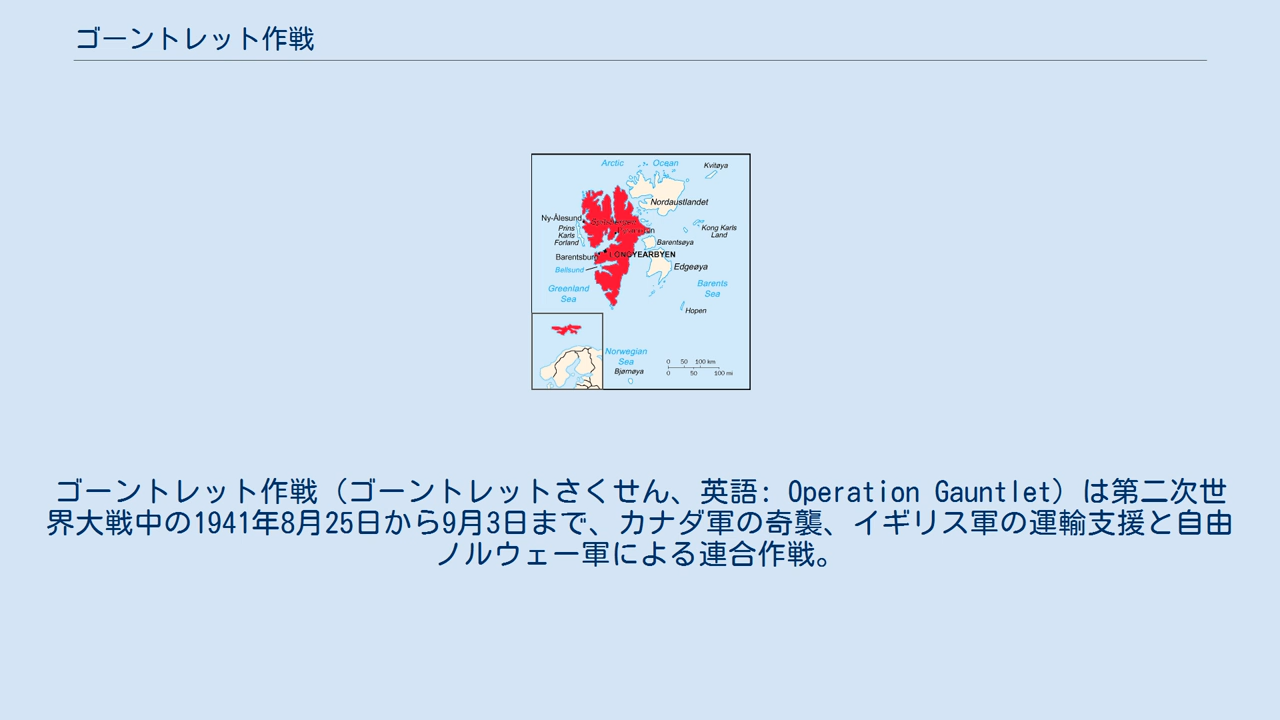 ゴーントレット作戦
Arctic Ocean
Kvitøya
Nordaustlandet
Ny-Ålesund
Prins
Karls
Forland
Kong Karls
Land
Barentsøya
Barentsburg
LONGYEARBYEN
Bellsund
Edgeøya
Greenland
Sea
Barents
Sea
Hopen
Norwegian
Sea
Bjørnøya
0 50 100 km
0 50 100 mi
ゴーントレット作戦（ゴーントレットさくせん、英語: Operation Gauntlet）は第二次世
界大戦中の1941年8月25日から9月3日まで、カナダ軍の奇襲、イギリス軍の運輸支援と自由
ノルウェー軍による連合作戦。